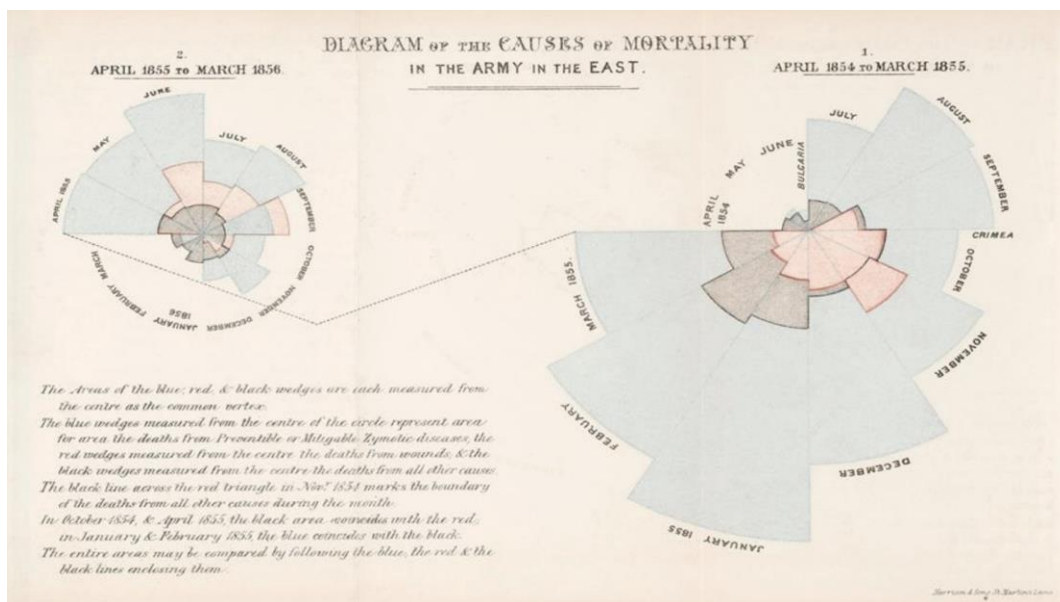 DIAGRAM OF THE CAUSES OF MORTALITY
IN THE ARMY IN THE EAST.
2.
APRIL 1855 TO MARCH 1856.
JUNE
MAY
APRIL 1855
JULY
AUGUST
SEPTEMBER
OCTOBER
NOVEMBER
DECEMBER
1856
JANUARY
FEBRUARY
MARCH
1.
APRIL 1854 TO MARCH 1855.
JULY
AUGUST
SEPTEMBER
BULGARIA
JUNE
MAY
APRIL
1854
CRIMEA
OCTOBER
NOVEMBER
DECEMBER
JANUARY 1855
FEBRUARY
MARCH 1855.
The Areas of the blue, red, & black wedges are each measured from
the centre as the common vertex.
The blue wedges measured from the centre of the circle represent area
for area the deaths from Preventible or Mitigable Zymotic diseases, the
red wedges measured from the centre the deaths from wounds, & the
black wedges measured from the centre the deaths from all other causes.
The black line across the red triangle in Novr. 1854 marks the boundary
of the deaths from all other causes during the month.
In October 1854, & April 1855, the black area coincides with the red,
in January & February 1855, the blue coincides with the black.
The entire areas may be compared by following the blue, the red & the
black lines enclosing them.
Harrison & Sons, St. Martins Lane